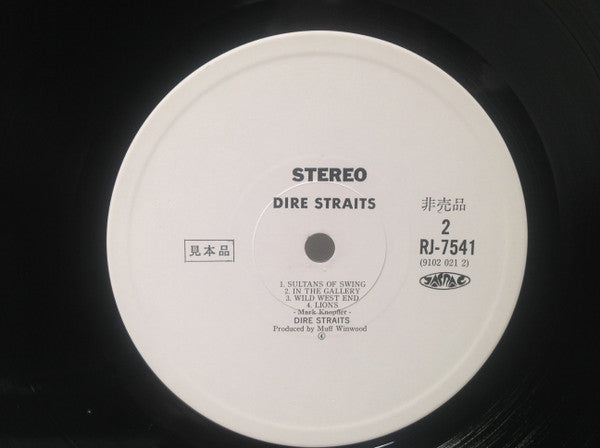 STEREO
DIRE STRAITS
非売品
2
RJ-7541
(9102 021 2)
見本品
JASRAC
1. SULTANS OF SWING
2. IN THE GALLERY
3. WILD WEST END
4. LIONS
- Mark Knopfler -
DIRE STRAITS
Produced by Muff Winwood